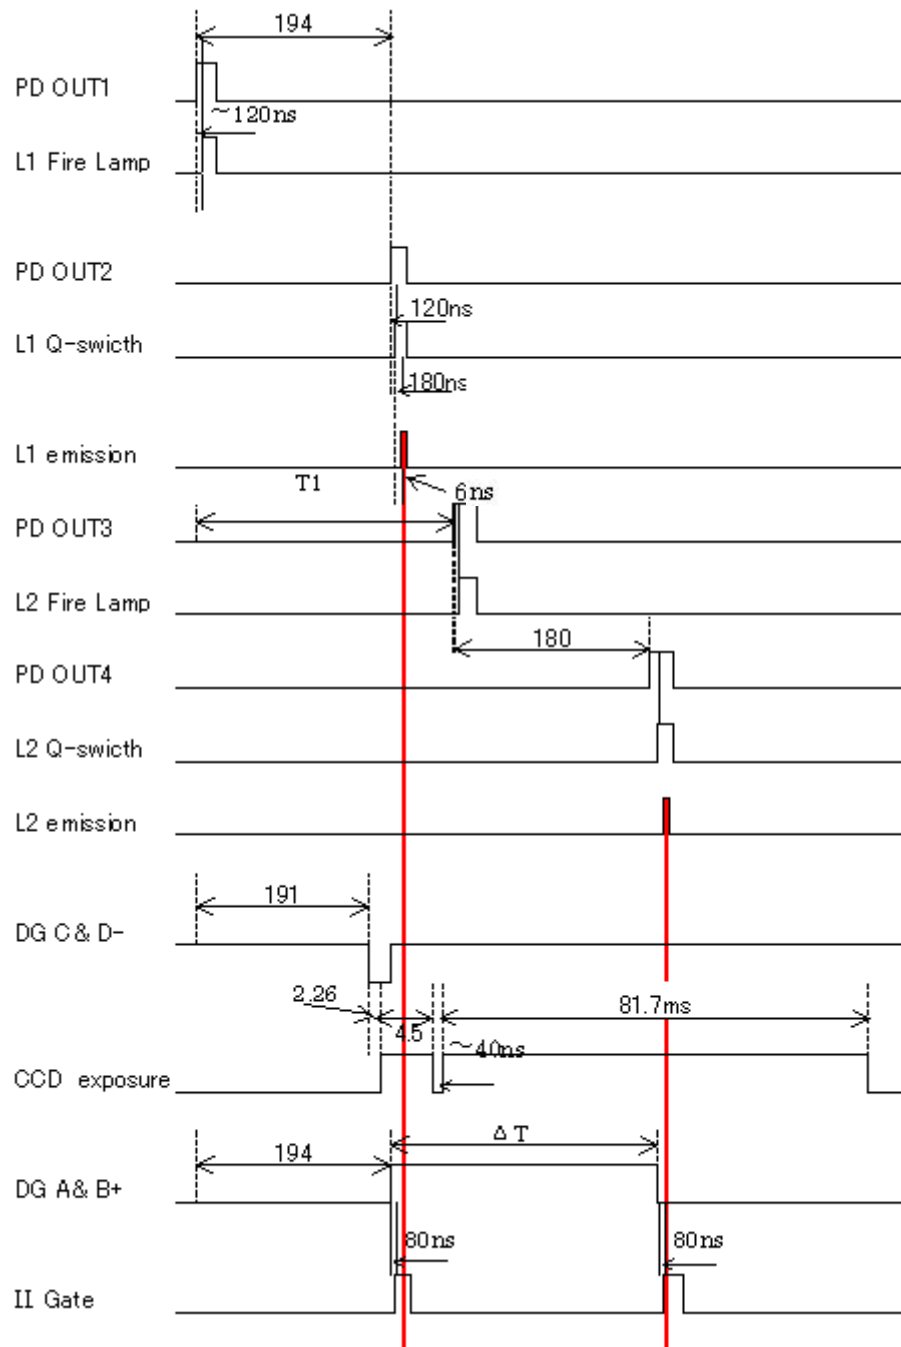 194
PD OUT1
~120ns
L1 Fire Lamp
PD OUT2
120ns
L1 Q-swicth
180ns
L1 emission
T1
6ns
PD OUT3
L2 Fire Lamp
180
PD OUT4
L2 Q-swicth
L2 emission
191
DG C & D-
2.26
81.7ms
4.5
~40ns
CCD exposure
ΔT
194
DG A& B+
80ns
80ns
II Gate